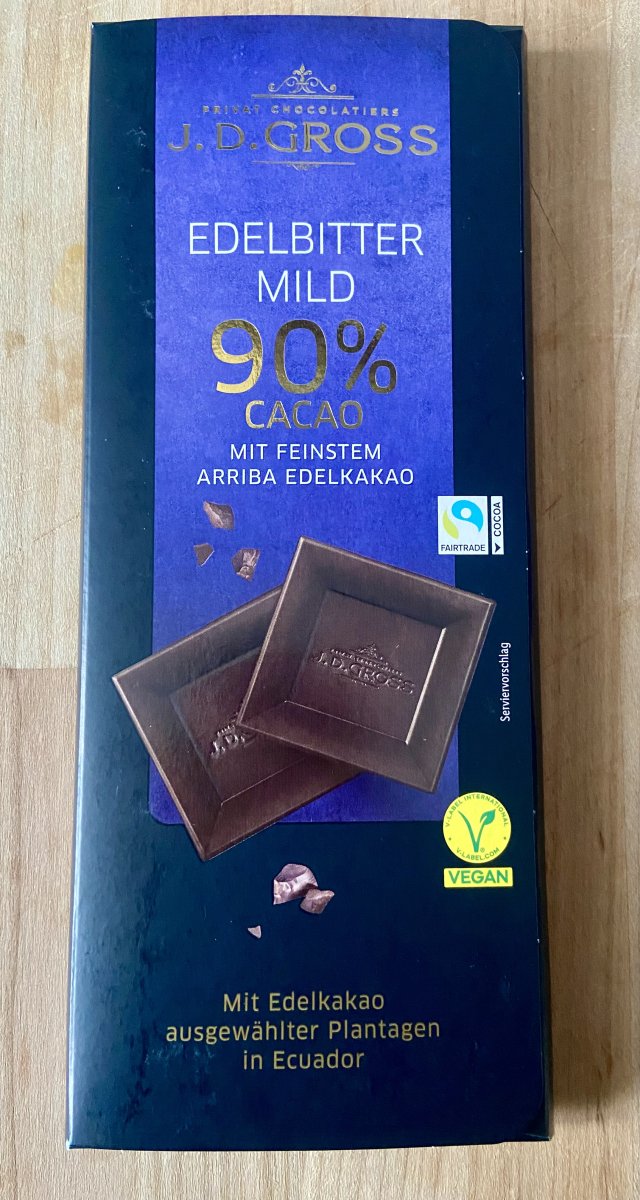 PRIVAT CHOCOLATIERS
J.D.GROSS
EDELBITTER
MILD
90%
CACAO
MIT FEINSTEM
ARRIBA EDELKAKAO
FAIRTRADE
COCOA
J.D.GROSS
J.D.
Serviervorschlag
V-LABEL INTERNATIONAL
V-LABEL.COM
VEGAN
Mit Edelkakao
ausgewählter Plantagen
in Ecuador